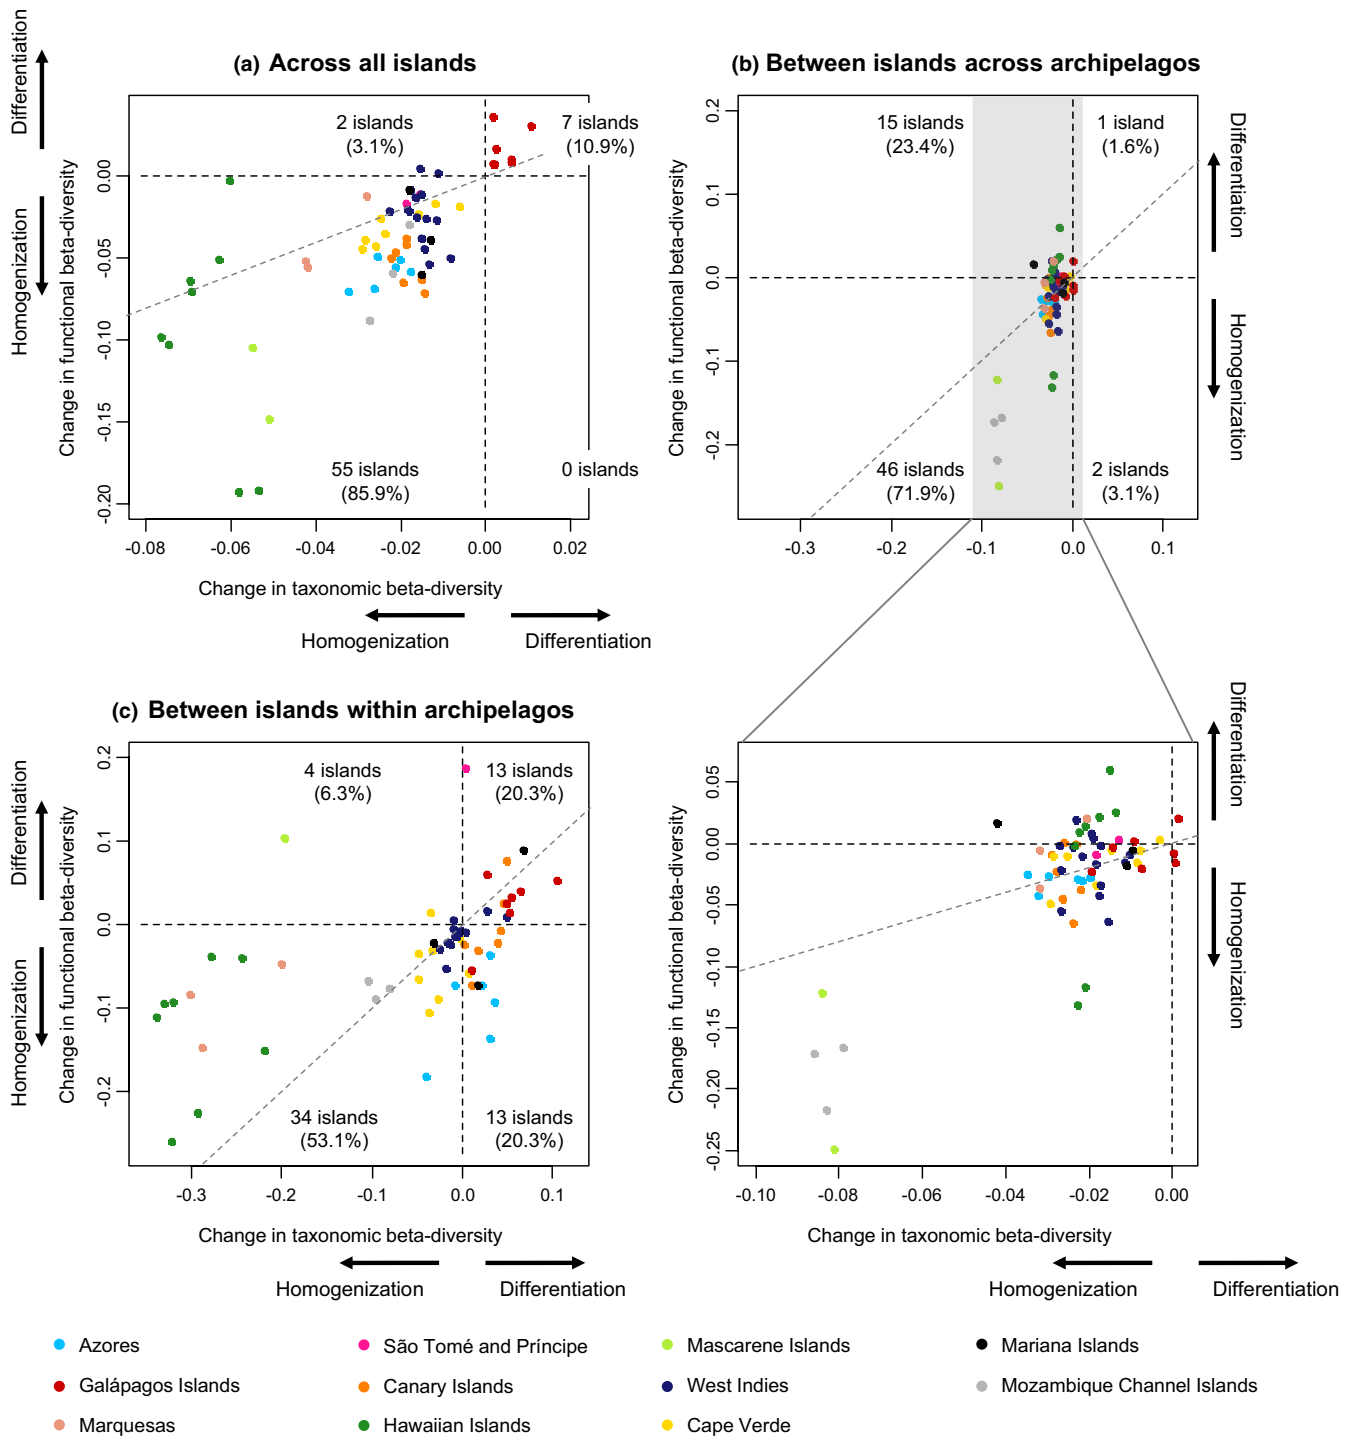 (a) Across all islands
Differentiation
Homogenization
Change in functional beta-diversity
0.00
-0.05
-0.10
-0.15
-0.20
2 islands
(3.1%)
7 islands
(10.9%)
55 islands
(85.9%)
0 islands
-0.08 -0.06 -0.04 -0.02 0.00 0.02
Change in taxonomic beta-diversity
Homogenization Differentiation
(b) Between islands across archipelagos
Change in functional beta-diversity
0.2
0.1
0.0
-0.1
-0.2
15 islands
(23.4%)
1 island
(1.6%)
46 islands
(71.9%)
2 islands
(3.1%)
-0.3 -0.2 -0.1 0.0 0.1
Differentiation
Homogenization
(c) Between islands within archipelagos
Differentiation
Homogenization
Change in functional beta-diversity
0.2
0.1
0.0
-0.1
-0.2
4 islands
(6.3%)
13 islands
(20.3%)
34 islands
(53.1%)
13 islands
(20.3%)
-0.3 -0.2 -0.1 0.0 0.1
Change in taxonomic beta-diversity
Homogenization Differentiation
Change in functional beta-diversity
0.05
0.00
-0.05
-0.10
-0.15
-0.20
-0.25
-0.10 -0.08 -0.06 -0.04 -0.02 0.00
Change in taxonomic beta-diversity
Homogenization Differentiation
Differentiation
Homogenization
Azores
São Tomé and Príncipe
Mascarene Islands
Mariana Islands
Galápagos Islands
Canary Islands
West Indies
Mozambique Channel Islands
Marquesas
Hawaiian Islands
Cape Verde